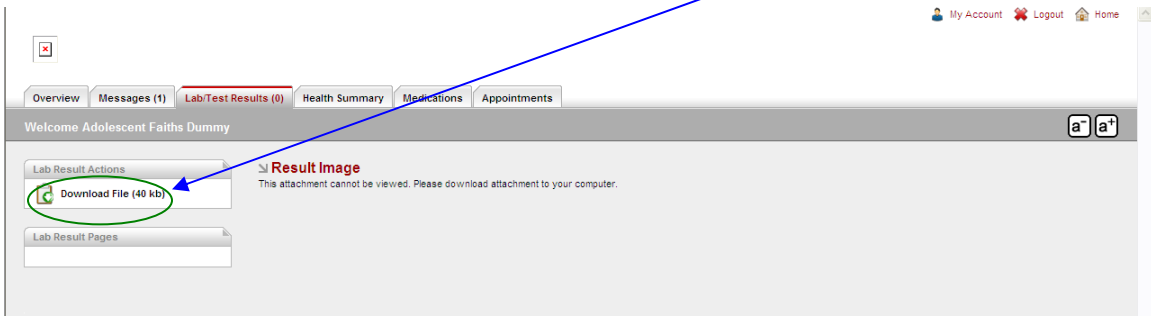 My Account Logout Home
Overview Messages (1) Lab/Test Results (0) Health Summary Medications Appointments
Welcome Adolescent Faiths Dummy
a- a+
Lab Result Actions
Download File (40 kb)
Result Image
This attachment cannot be viewed. Please download attachment to your computer.
Lab Result Pages